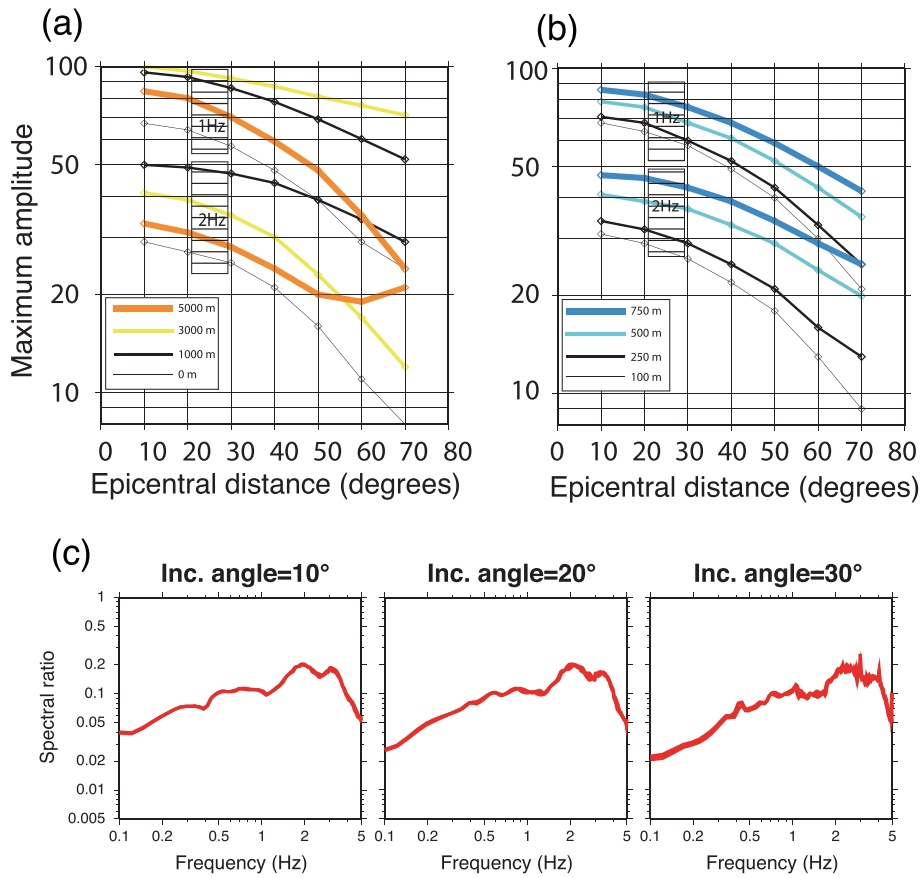 (a)
(b)
100
50
20
10
Maximum amplitude
1Hz
2Hz
5000 m
3000 m
1000 m
0 m
0 10 20 30 40 50 60 70 80
Epicentral distance (degrees)
100
50
20
10
1Hz
2Hz
750 m
500 m
250 m
100 m
0 10 20 30 40 50 60 70 80
Epicentral distance (degrees)
(c)
Inc. angle=10°
Inc. angle=20°
Inc. angle=30°
Spectral ratio
1
0.5
0.2
0.1
0.05
0.02
0.01
0.005
0.1 0.2 0.5 1 2 5
Frequency (Hz)
0.1 0.2 0.5 1 2 5
Frequency (Hz)
0.1 0.2 0.5 1 2 5
Frequency (Hz)